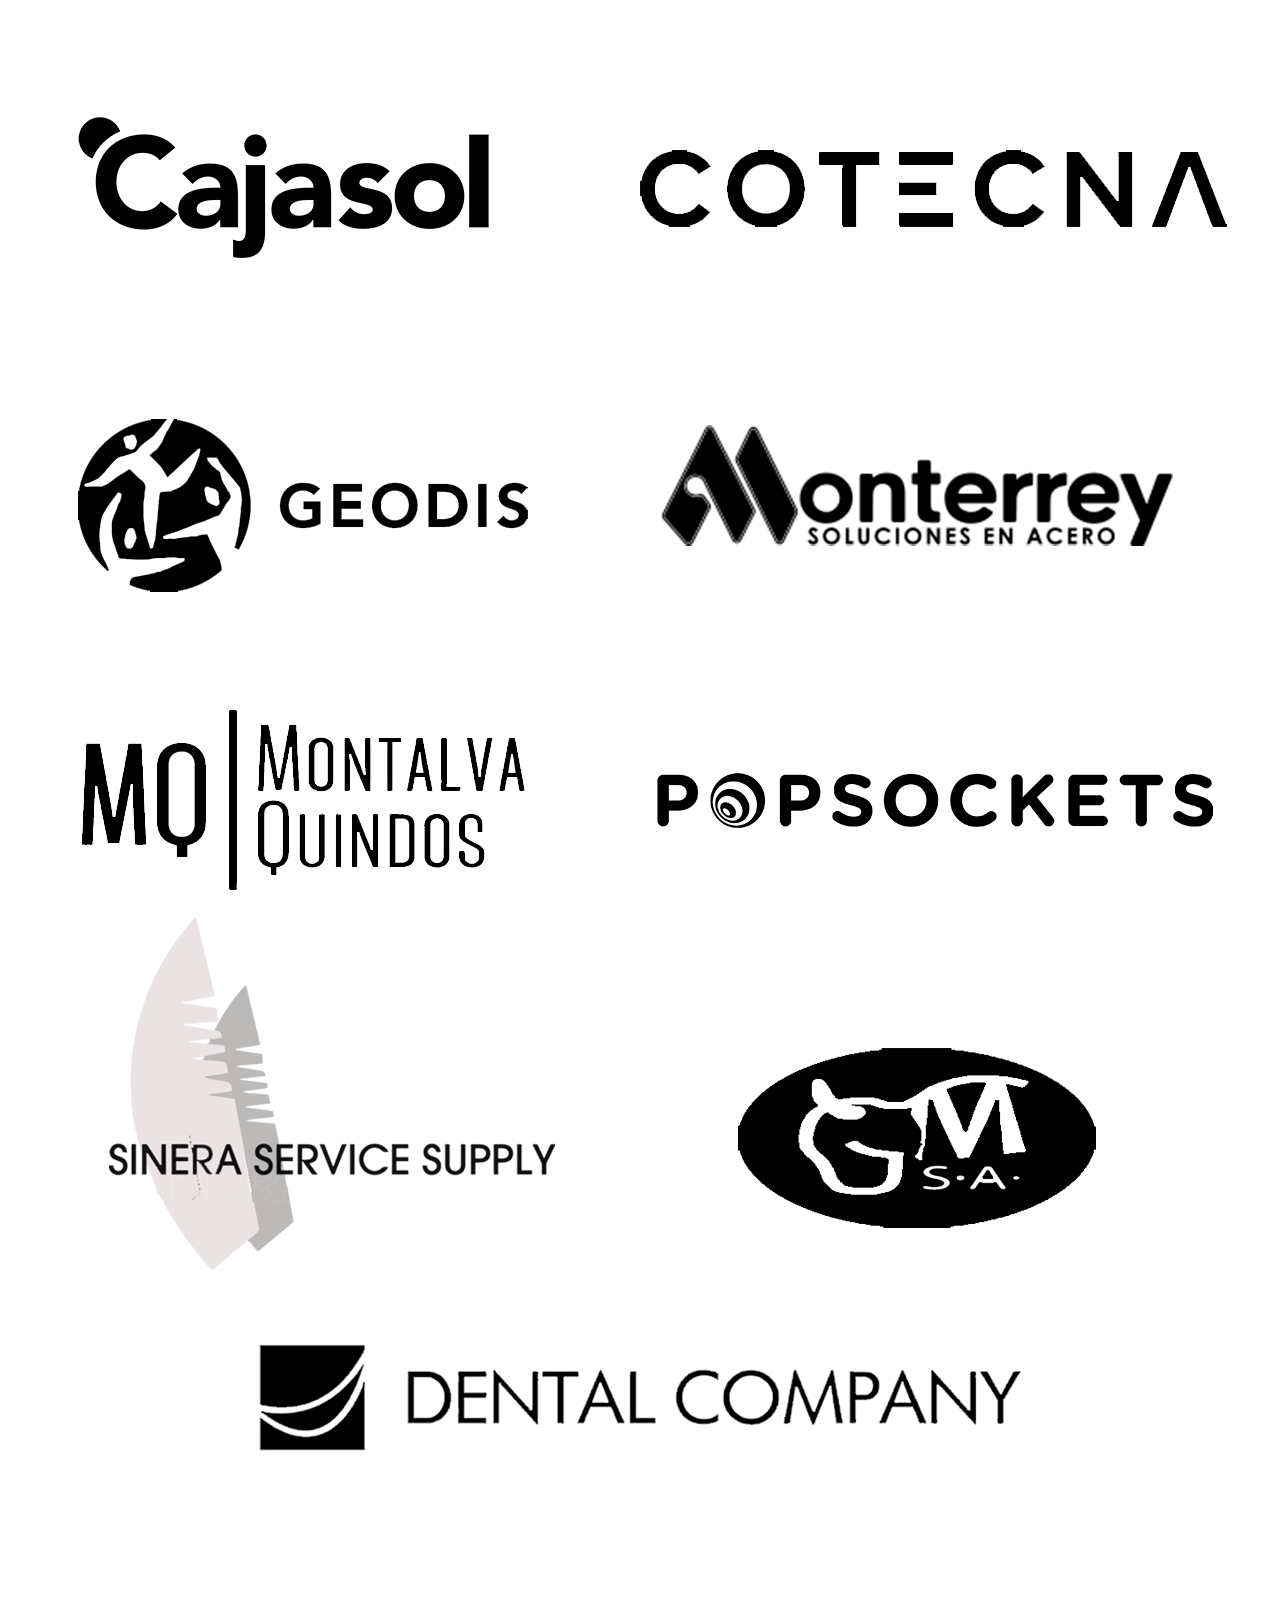 Cajasol
COTECNA
GEODIS
Monterrey
SOLUCIONES EN ACERO
MQ
MONTALVA
QUINDOS
POPSOCKETS
SINERA SERVICE SUPPLY
GM
S·A·
DENTAL COMPANY